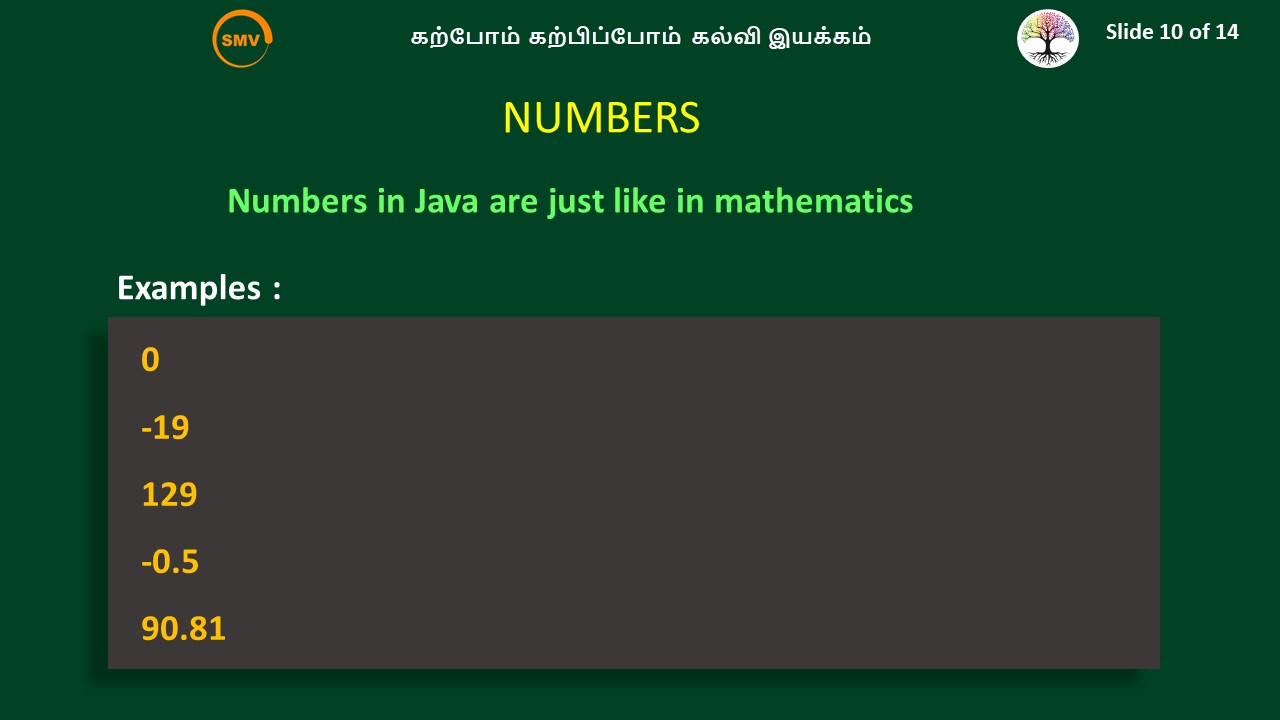 SMV
கற்போம் கற்பிப்போம் கல்வி இயக்கம்
Slide 10 of 14
NUMBERS
Numbers in Java are just like in mathematics
Examples :
0
-19
129
-0.5
90.81